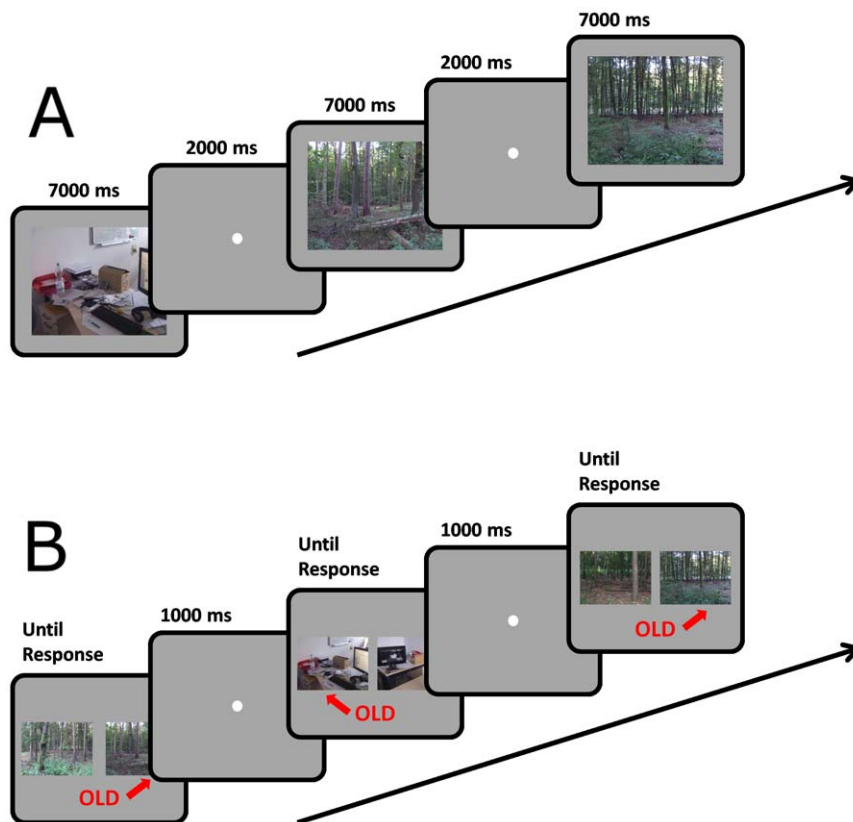 7000 ms
2000 ms
A
7000 ms
2000 ms
7000 ms
Until
Response
1000 ms
B
Until
Response
1000 ms
Until
Response
OLD
OLD
OLD